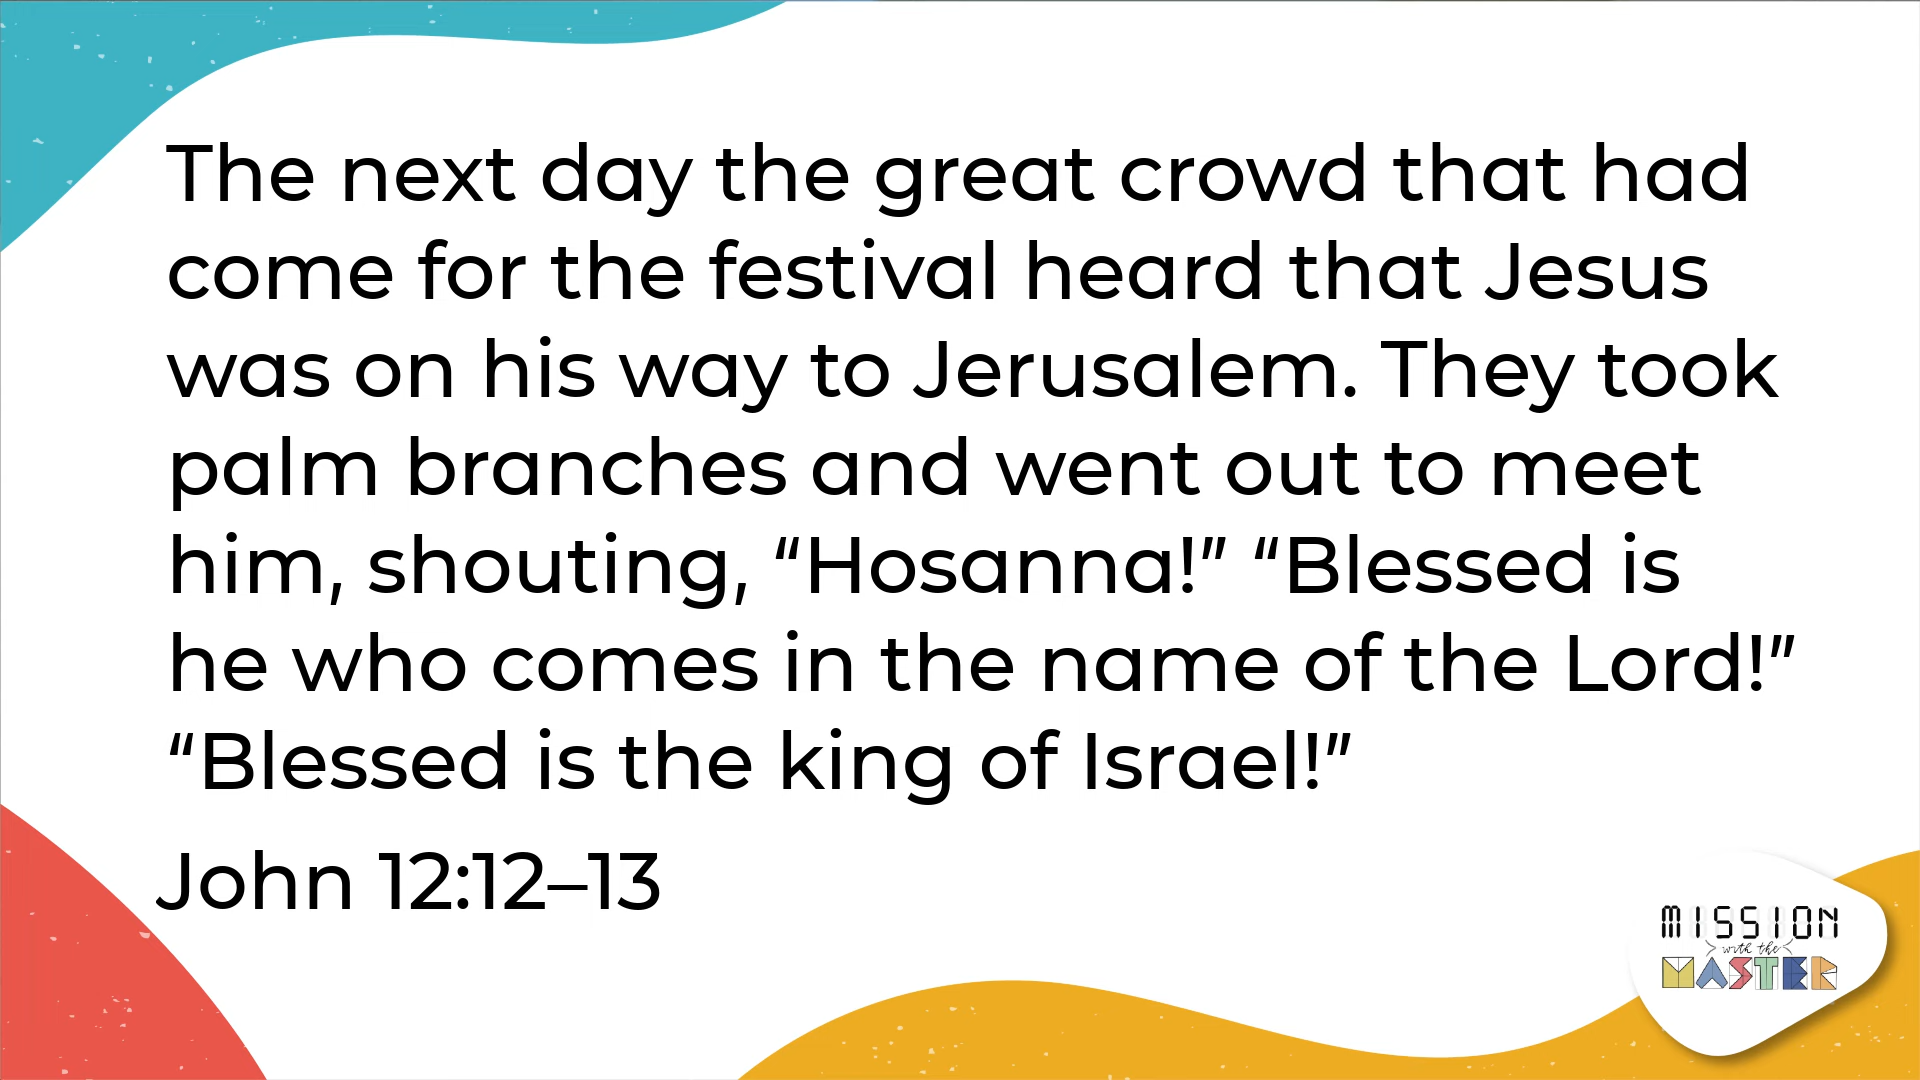 The next day the great crowd that had
come for the festival heard that Jesus
was on his way to Jerusalem. They took
palm branches and went out to meet
him, shouting, “Hosanna!” “Blessed is
he who comes in the name of the Lord!”
“Blessed is the king of Israel!”
John 12:12–13
MISSION
with the
MASTER